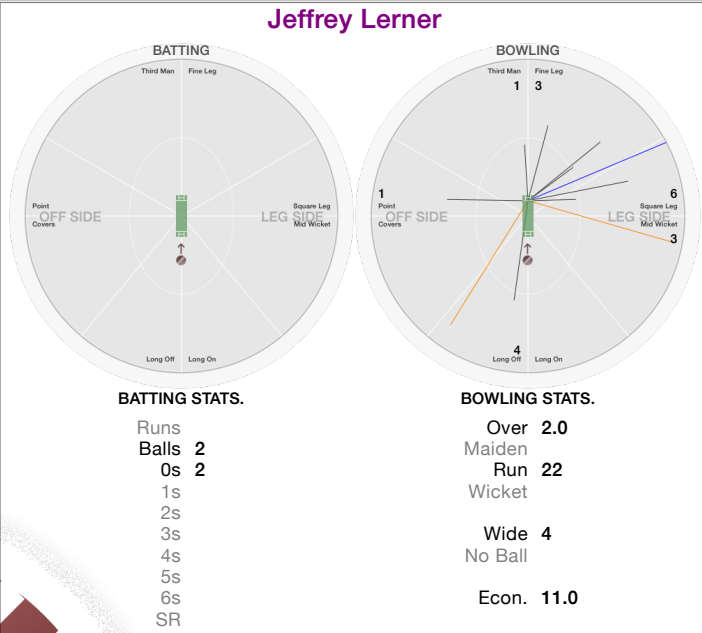 Jeffrey Lerner
BATTING
BOWLING
Third Man Fine Leg
Third Man Fine Leg
1 3
Point
OFF SIDE
Covers
Square Leg
LEG SIDE
Mid Wicket
1
Point
OFF SIDE
Covers
6
Square Leg
LEG SIDE
Mid Wicket
3
Long Off Long On
4
Long Off Long On
BATTING STATS.
Runs
Balls 2
0s 2
1s
2s
3s
4s
5s
6s
SR
BOWLING STATS.
Over 2.0
Maiden
Run 22
Wicket
Wide 4
No Ball
Econ. 11.0